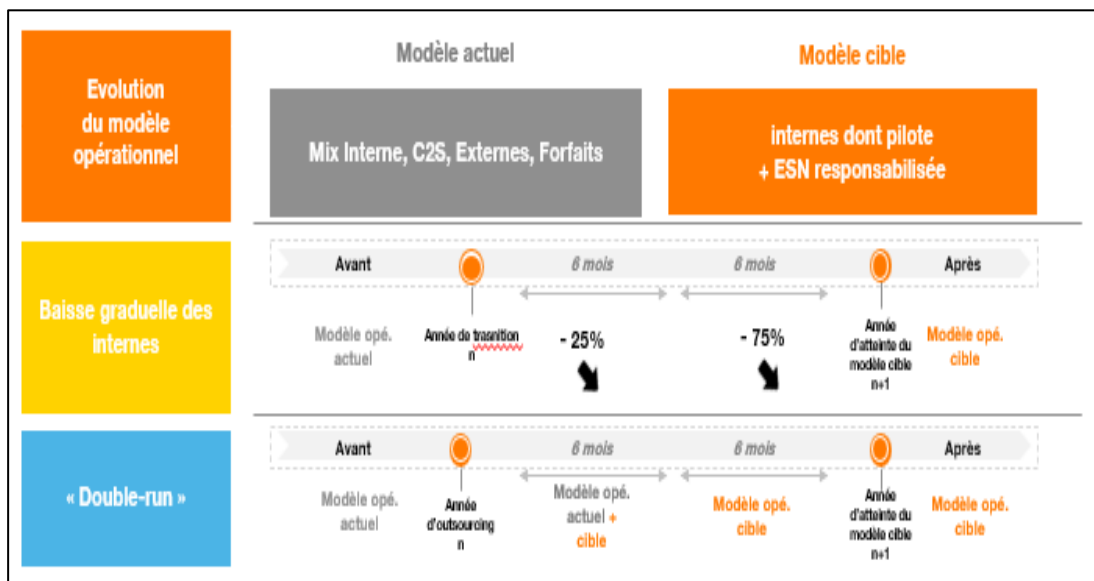 Modèle actuel
Modèle cible
Evolution
du modèle
opérationnel
Mix Interne, C2S, Externes, Forfaits
internes dont pilote
+ ESN responsabilisée
Baisse graduelle des
internes
Avant
6 mois
6 mois
Après
Modèle opé.
actuel
Année de trasnition
n
- 25%
- 75%
Année
d'atteinte du
modèle cible
n+1
Modèle opé.
cible
« Double-run »
Avant
6 mois
6 mois
Après
Modèle opé.
actuel
Année
d'outsourcing
n
Modèle opé.
actuel +
cible
Modèle opé.
cible
Année
d'atteinte du
modèle cible
n+1
Modèle opé.
cible